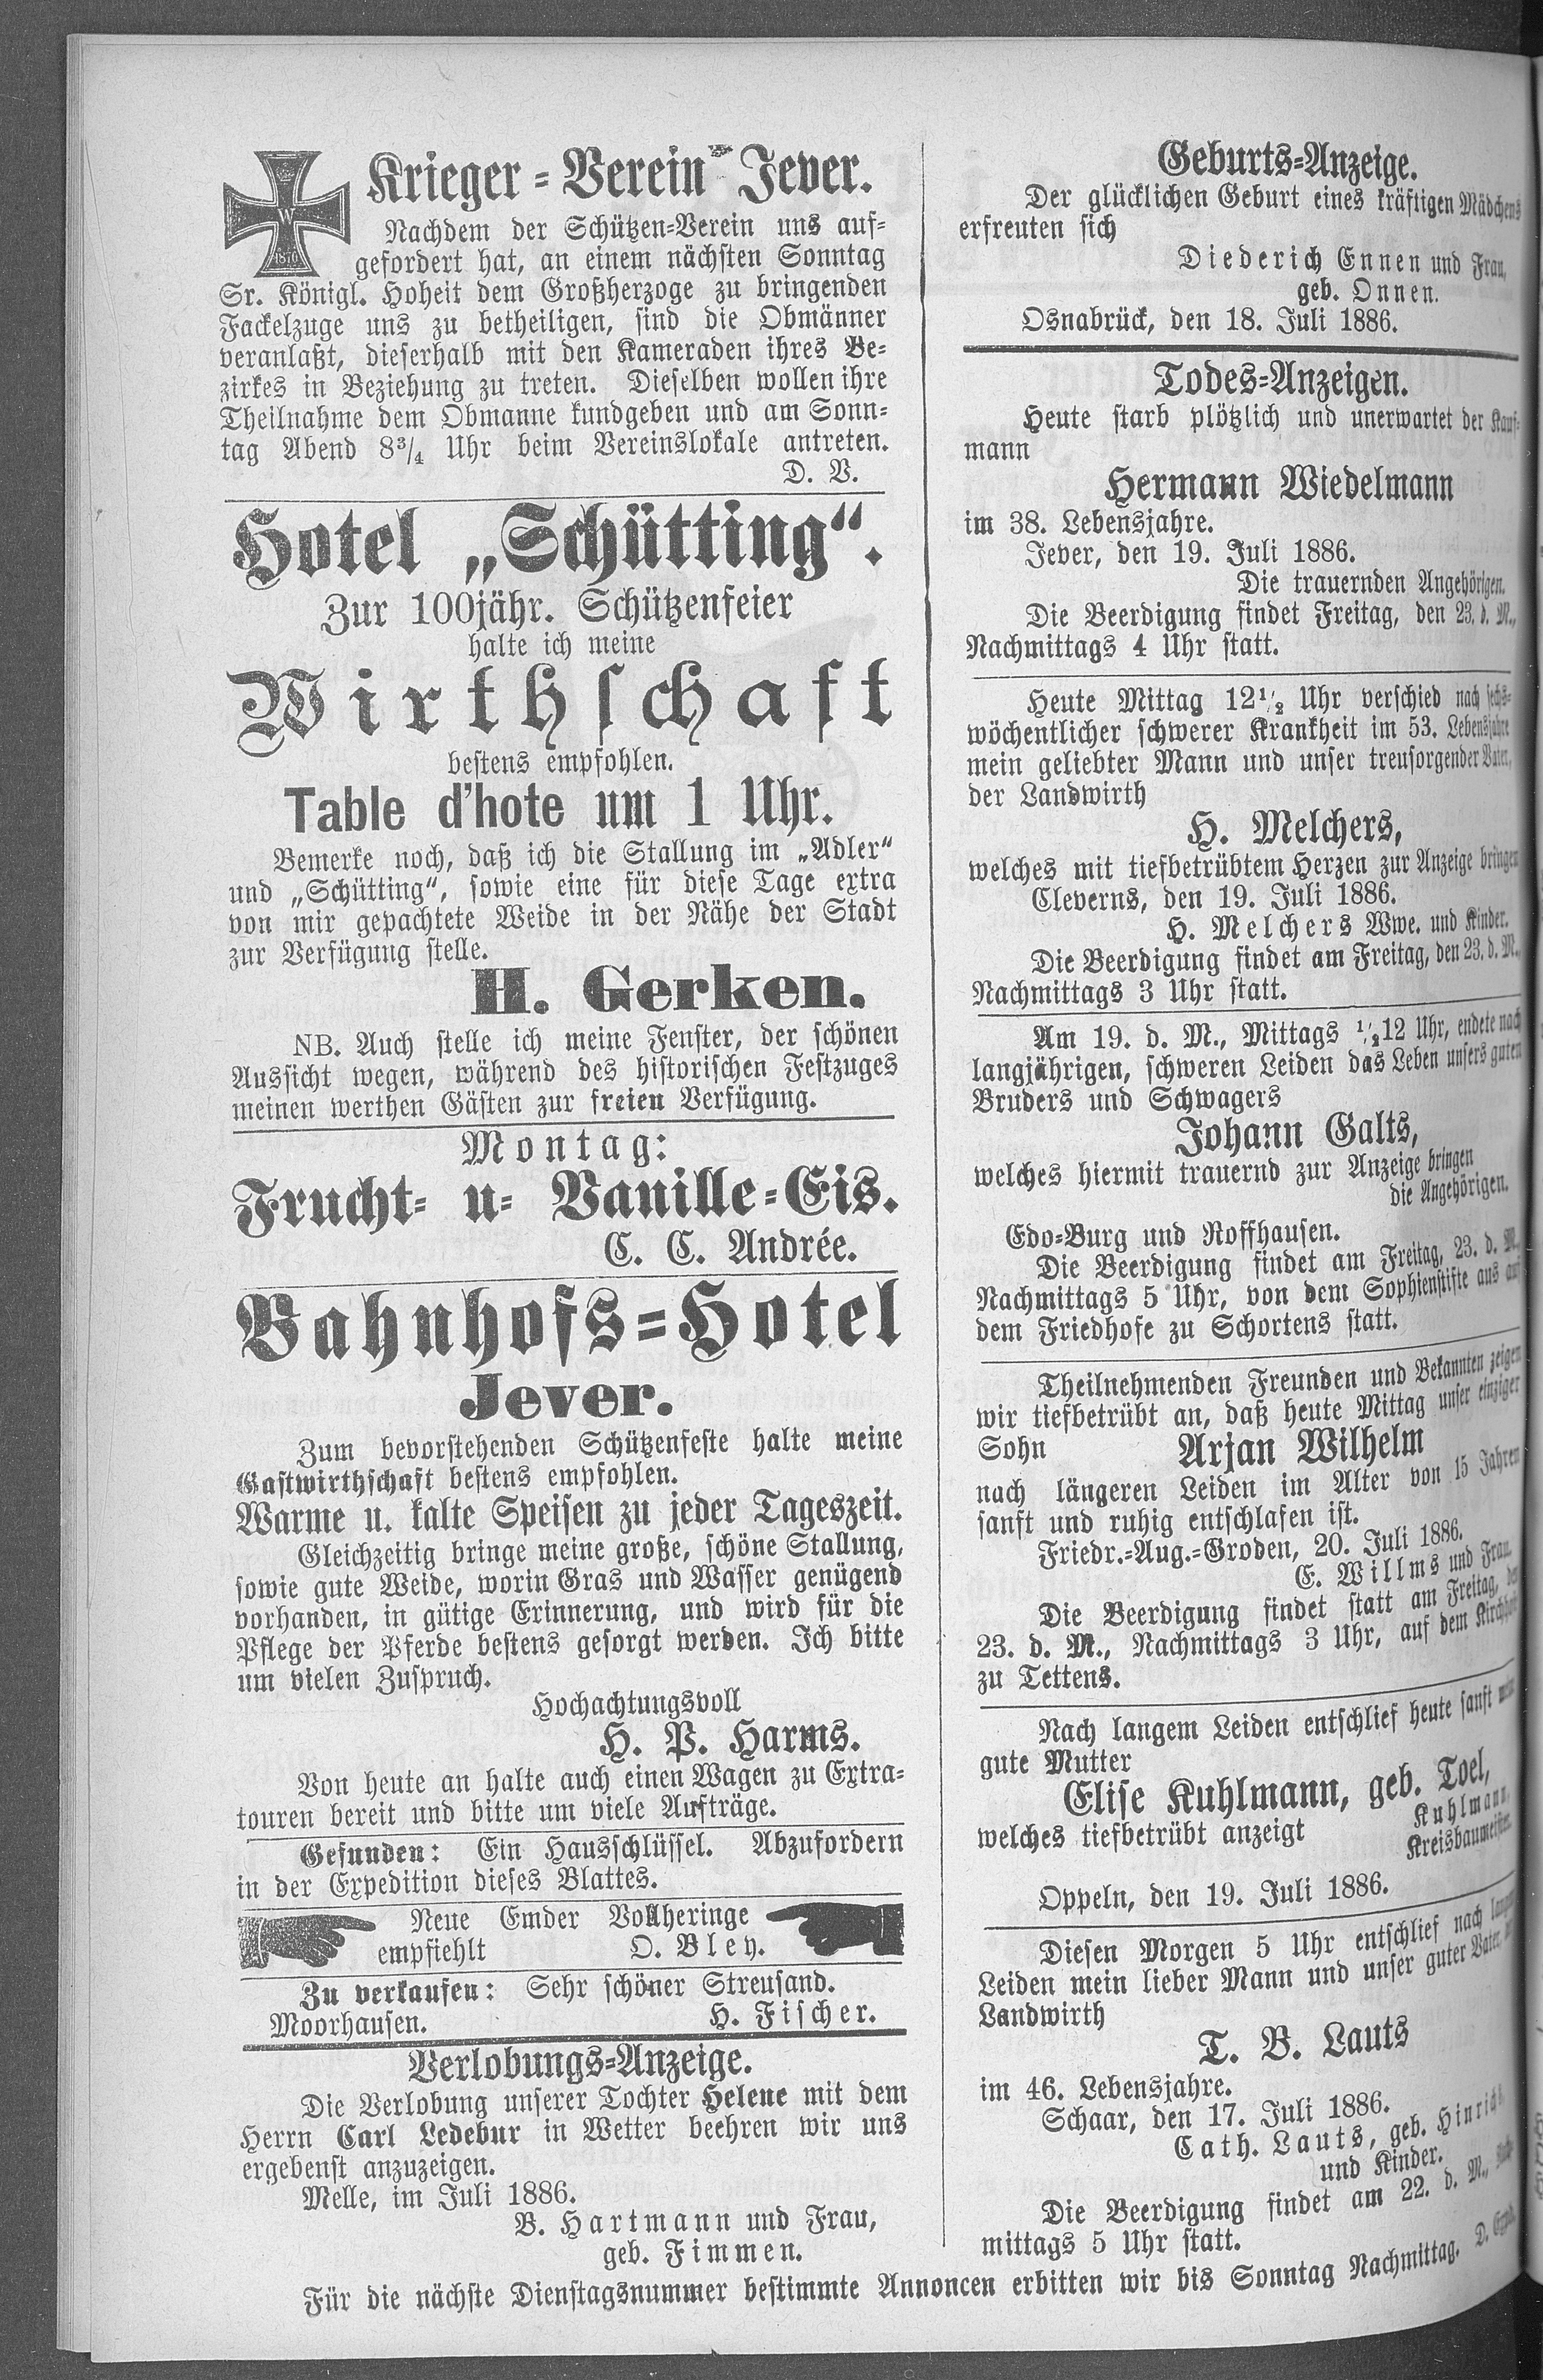 Krieger-Verein Jever.
Nachdem der Schützen-Verein uns auf-
gefordert hat, an einem nächsten Sonntag
Sr. Königl. Hoheit dem Großherzoge zu bringenden
Fackelzuge uns zu betheiligen, sind die Obmänner
veranlaßt, dieserhalb mit den Kameraden ihres Be-
zirkes in Beziehung zu treten. Dieselben wollen ihre
Theilnahme dem Obmanne kundgeben und am Sonn-
tag Abend 8¾ Uhr beim Vereinslokale antreten.
D. V.
W
1870
Hotel „Schütting“.
Zur 100jähr. Schützenfeier
halte ich meine
Wirthschaft
bestens empfohlen.
Table d'hote um 1 Uhr.
Bemerke noch, daß ich die Stallung im „Adler“
und „Schütting“, sowie eine für diese Tage extra
von mir gepachtete Weide in der Nähe der Stadt
zur Verfügung stelle.
H. Gerken.
NB. Auch stelle ich meine Fenster, der schönen
Aussicht wegen, während des historischen Festzuges
meinen werthen Gästen zur freien Verfügung.
Montag:
Frucht- u- Vanille-Eis.
C. C. Andrée.
Bahnhofs-Hotel
Jever.
Zum bevorstehenden Schützenfeste halte meine
Gastwirthschaft bestens empfohlen.
Warme u. kalte Speisen zu jeder Tageszeit.
Gleichzeitig bringe meine große, schöne Stallung,
sowie gute Weide, worin Gras und Wasser genügend
vorhanden, in gütige Erinnerung, und wird für die
Pflege der Pferde bestens gesorgt werden. Ich bitte
um vielen Zuspruch.
Hochachtungsvoll
H. P. Harms.
Von heute an halte auch einen Wagen zu Extra-
touren bereit und bitte um viele Aufträge.
Gefunden: Ein Hausschlüssel. Abzufordern
in der Expedition dieses Blattes.
Neue Emder Vollheringe
empfiehlt O. Bley.
Zu verkaufen: Sehr schöner Streusand.
Moorhausen. H. Fischer.
Verlobungs-Anzeige.
Die Verlobung unserer Tochter Helene mit dem
Herrn Carl Ledebur in Wetter beehren wir uns
ergebenst anzuzeigen.
Melle, im Juli 1886.
B. Hartmann und Frau,
geb. Fimmen.
Geburts-Anzeige.
Der glücklichen Geburt eines kräftigen Mädchens
erfreuten sich
Diederich Ennen und Frau,
geb. Onnen.
Osnabrück, den 18. Juli 1886.
Todes-Anzeigen.
Heute starb plötzlich und unerwartet der Kauf-
mann
Hermann Wiedelmann
im 38. Lebensjahre.
Jever, den 19. Juli 1886.
Die trauernden Angehörigen.
Die Beerdigung findet Freitag, den 23. d. M.,
Nachmittags 4 Uhr statt.
Heute Mittag 12½ Uhr verschied nach sechs-
wöchentlicher schwerer Krankheit im 53. Lebensjahre
mein geliebter Mann und unser treusorgender Vater,
der Landwirth
H. Melchers,
welches mit tiefbetrübtem Herzen zur Anzeige bringen
Cleverns, den 19. Juli 1886.
H. Melchers Wwe. und Kinder.
Die Beerdigung findet am Freitag, den 23. d. M.,
Nachmittags 3 Uhr statt.
Am 19. d. M., Mittags ½12 Uhr, endete nach
langjährigen, schweren Leiden das Leben unsers guten
Bruders und Schwagers
Johann Galts,
welches hiermit trauernd zur Anzeige bringen
die Angehörigen.
Edo-Burg und Roffhausen.
Die Beerdigung findet am Freitag, 23. d. M.,
Nachmittags 5 Uhr, von dem Sophienstifte aus auf
dem Friedhofe zu Schortens statt.
Theilnehmenden Freunden und Bekannten zeigen
wir tiefbetrübt an, daß heute Mittag unser einziger
Sohn Arjan Wilhelm
nach längeren Leiden im Alter von 15 Jahren
sanft und ruhig entschlafen ist.
Friedr.-Aug.-Groden, 20. Juli 1886.
E. Willms und Frau.
Die Beerdigung findet statt am Freitag, den
23. d. M., Nachmittags 3 Uhr, auf dem Kirchhofe
zu Tettens.
Nach langem Leiden entschlief heute sanft
gute Mutter
Elise Kuhlmann, geb. Toel,
welches tiefbetrübt anzeigt Kuhlmann,
Kreisbaumeister.
Oppeln, den 19. Juli 1886.
Diesen Morgen 5 Uhr entschlief nach langem
Leiden mein lieber Mann und unser guter Vater,
Landwirth
T. B. Lauts
im 46. Lebensjahre.
Schaar, den 17. Juli 1886.
Cath. Lauts, geb. Hinrichs
und Kinder.
Die Beerdigung findet am 22. d. M.,
mittags 5 Uhr statt.
Für die nächste Dienstagsnummer bestimmte Annoncen erbitten wir bis Sonntag Nachmittag. D. Exped.